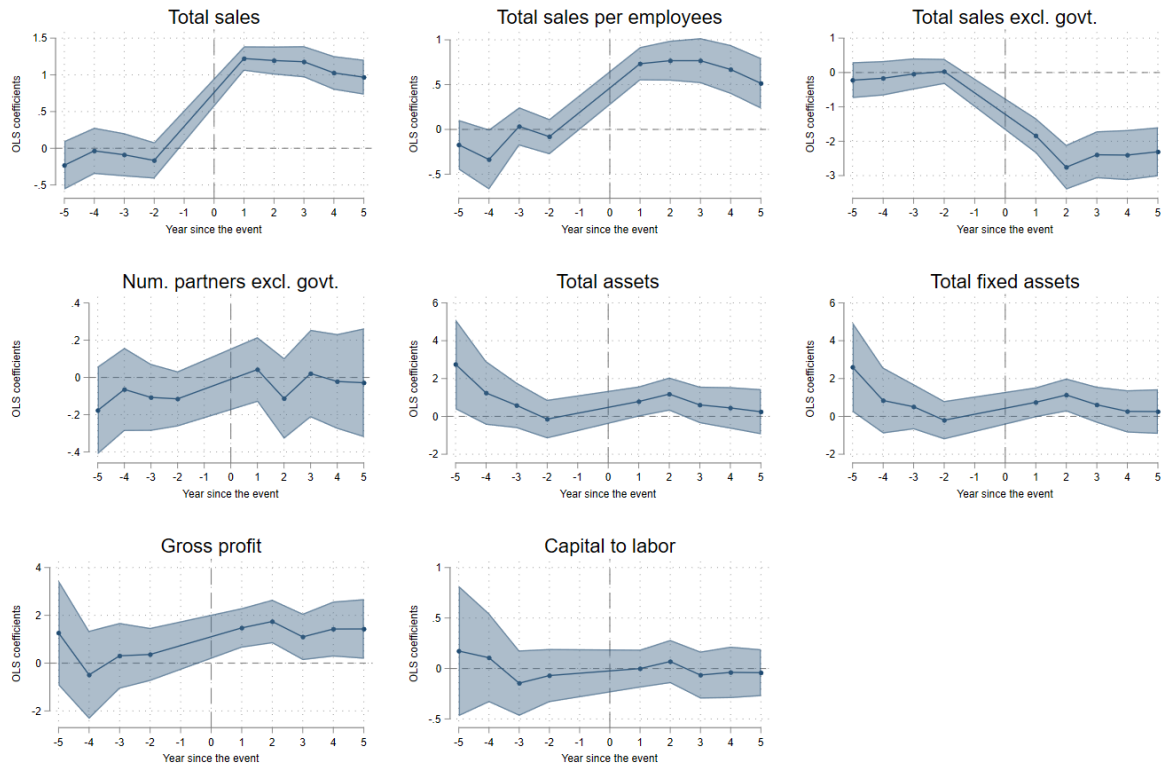 Total sales
Total sales per employees
Total sales excl. govt.
OLS coefficients
1.5
1
.5
0
-.5
-5 -4 -3 -2 1 0 1 2 3 4 5
Year since the event
OLS coefficients
1
.5
0
-.5
-5 -4 -3 -2 1 0 1 2 3 4 5
Year since the event
OLS coefficients
1
0
-1
-2
-3
-5 -4 -3 -2 -1 0 1 2 3 4 5
Year since the event
Num. partners excl. govt.
Total assets
Total fixed assets
OLS coefficients
.4
.2
0
-.2
-.4
-5 -4 -3 -2 -1 0 1 2 3 4 5
Year since the event
OLS coefficients
6
4
2
0
-2
-5 -4 -3 -2 -1 0 1 2 3 4 5
Year since the event
OLS coefficients
6
4
2
0
-2
-5 -4 -3 -2 -1 0 1 2 3 4 5
Year since the event
Gross profit
Capital to labor
OLS coefficients
4
2
0
-2
-5 -4 -3 -2 -1 0 1 2 3 4 5
Year since the event
OLS coefficients
1
.5
0
-.5
-5 -4 -3 -2 -1 0 1 2 3 4 5
Year since the event